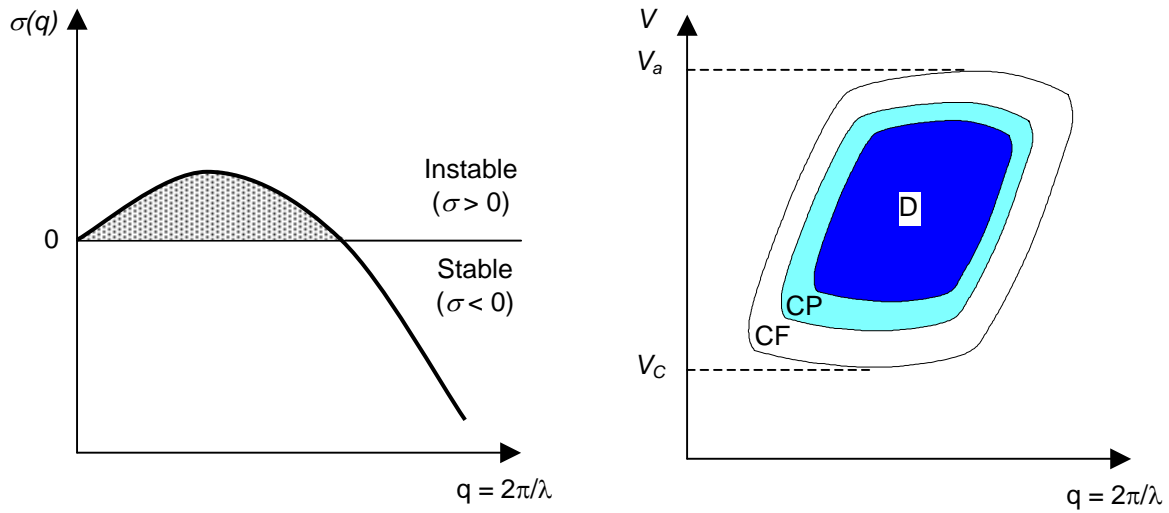 σ(q)
Instable
(σ > 0)
0
Stable
(σ < 0)
q = 2π/λ
V
Va
D
CP
CF
VC
q = 2π/λ